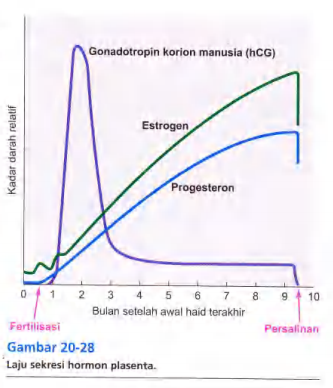 Gonadotropin korion manusia (hCG)
Estrogen
Progesteron
Kadar darah relatif
0 1 2 3 4 5 6 7 8 9 10
Bulan setelah awal haid terakhir
Fertilisasi
Persalinan
Gambar 20-28
Laju sekresi hormon plasenta.